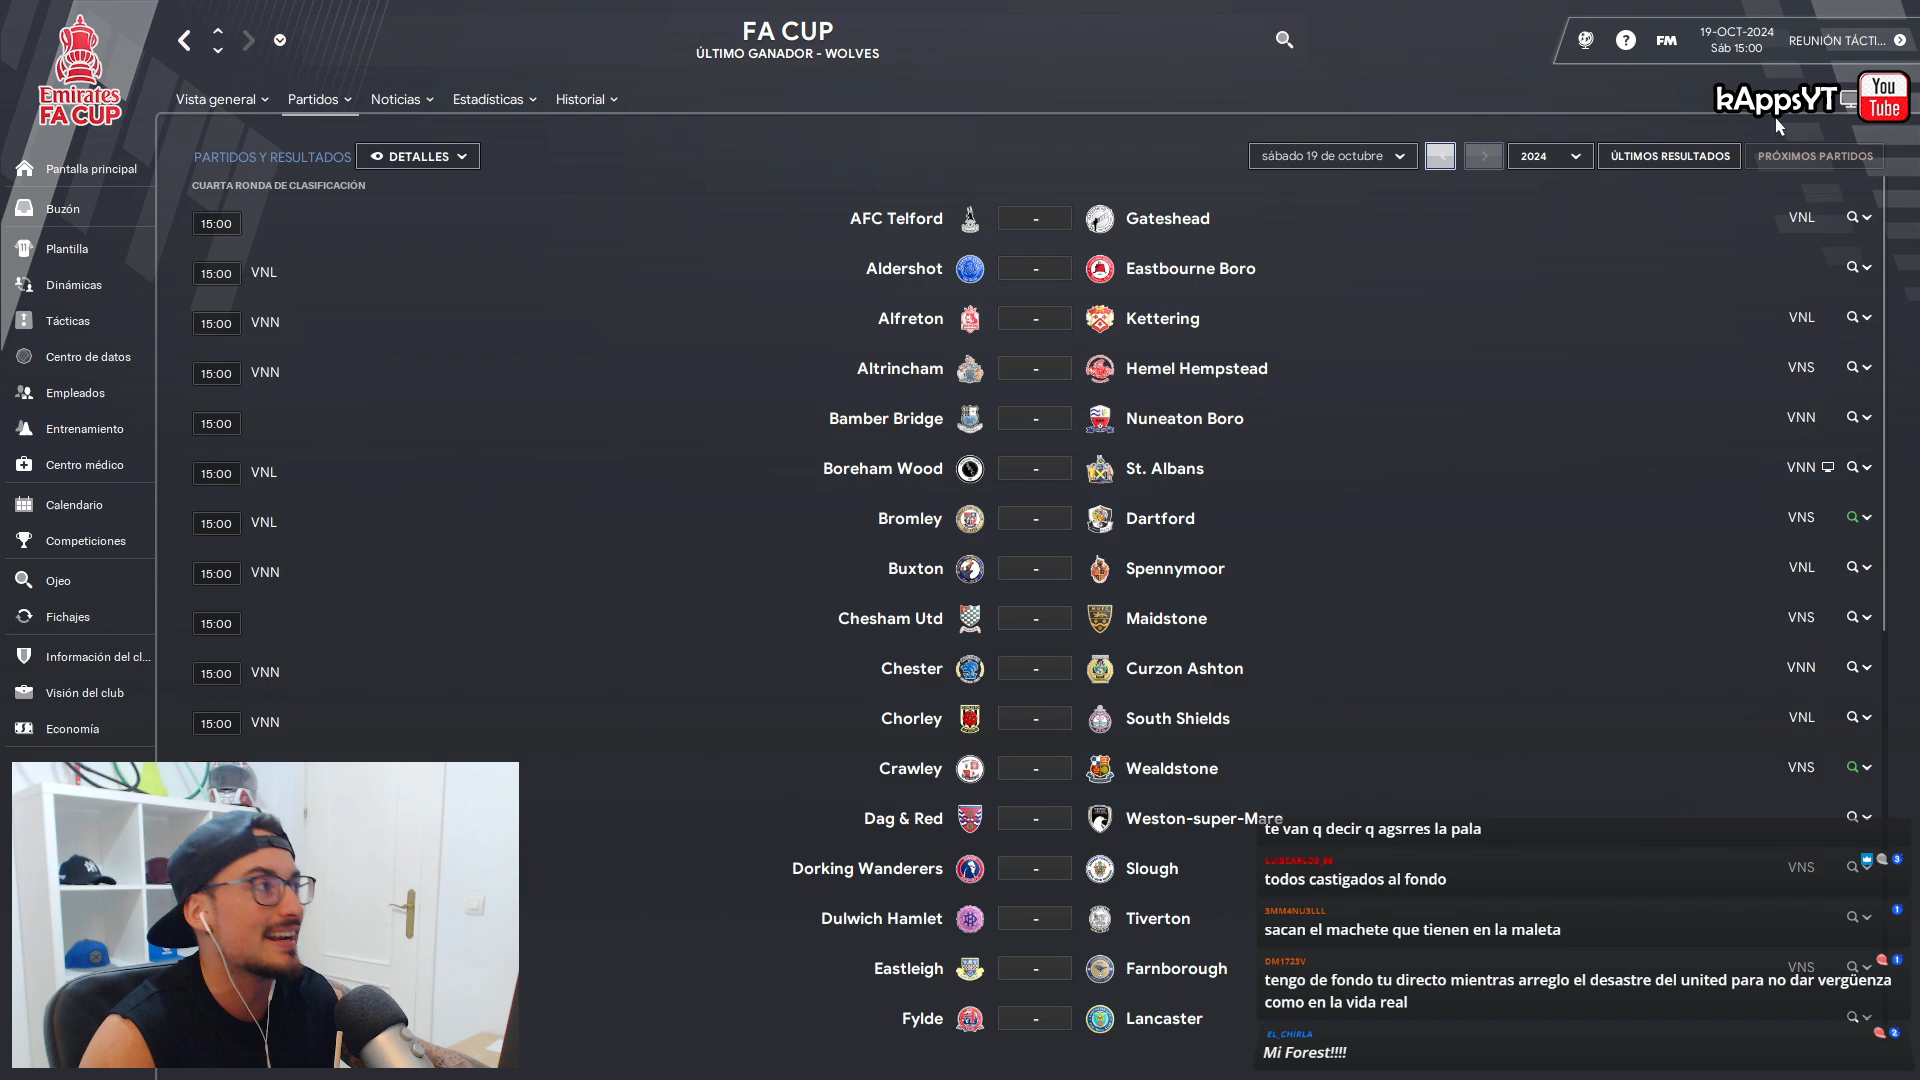 FA CUP
ÚLTIMO GANADOR - WOLVES
19-OCT-2024
Sáb 15:00
REUNIÓN TÁCTI...
FM
?
Emirates
FA CUP
Vista general
Partidos
Noticias
Estadísticas
Historial
kAppsYT
You
Tube
PARTIDOS Y RESULTADOS
DETALLES
sábado 19 de octubre
2024
ÚLTIMOS RESULTADOS
PRÓXIMOS PARTIDOS
CUARTA RONDA DE CLASIFICACIÓN
Pantalla principal
Buzón
Plantilla
Dinámicas
Tácticas
Centro de datos
Empleados
Entrenamiento
Centro médico
Calendario
Competiciones
Ojeo
Fichajes
Información del cl...
Visión del club
Economía
15:00 AFC Telford - Gateshead VNL
15:00 VNL Aldershot - Eastbourne Boro
15:00 VNN Alfreton - Kettering VNL
15:00 VNN Altrincham - Hemel Hempstead VNS
15:00 Bamber Bridge - Nuneaton Boro VNN
15:00 VNL Boreham Wood - St. Albans VNN
15:00 VNL Bromley - Dartford VNS
15:00 VNN Buxton - Spennymoor VNL
15:00 Chesham Utd - Maidstone VNS
15:00 VNN Chester - Curzon Ashton VNN
15:00 VNN Chorley - South Shields VNL
Crawley - Wealdstone VNS
Dag & Red - Weston-super-Mare
Dorking Wanderers - Slough VNS
Dulwich Hamlet - Tiverton
Eastleigh - Farnborough VNS
Fylde - Lancaster
te van q decir q agsrres la pala
LUISCARLOS_98 3
todos castigados al fondo
3MM4NU3LLL 1
sacan el machete que tienen en la maleta
DM1723V 1
tengo de fondo tu directo mientras arreglo el desastre del united para no dar vergüenza
como en la vida real
EL_CHIRLA 2
Mi Forest!!!!